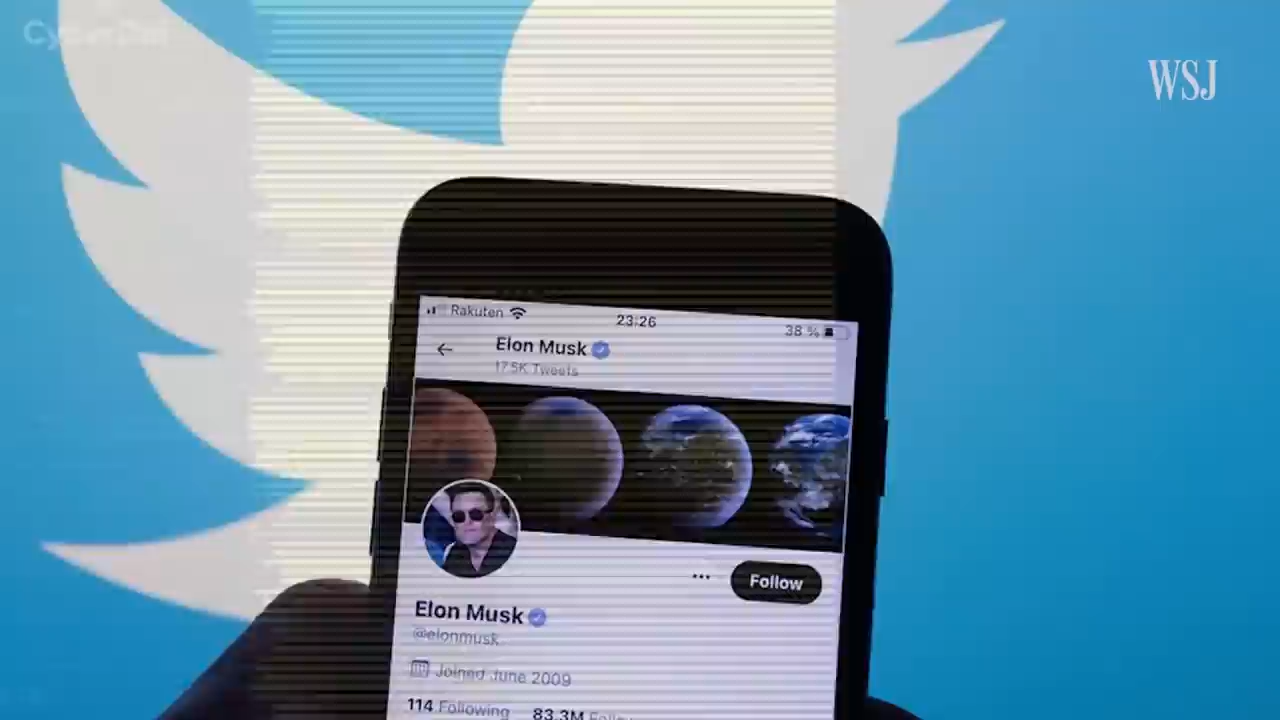 WSJ
Rakuten 23:26 38 %
Elon Musk
17.5K Tweets
Follow
Elon Musk
@elonmusk
Joined June 2009
114 Following 83.3M